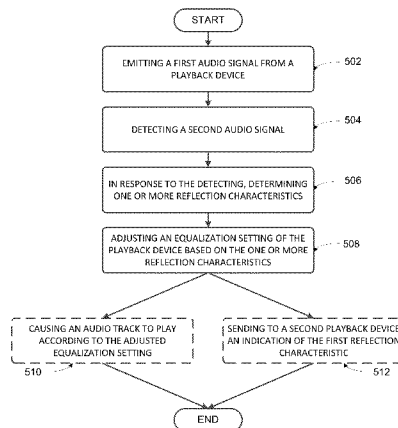 START
EMITTING A FIRST AUDIO SIGNAL FROM A
PLAYBACK DEVICE
502
DETECTING A SECOND AUDIO SIGNAL
504
IN RESPONSE TO THE DETECTING, DETERMINING
ONE OR MORE REFLECTION CHARACTERISTICS
506
ADJUSTING AN EQUALIZATION SETTING OF THE
PLAYBACK DEVICE BASED ON THE ONE OR MORE
REFLECTION CHARACTERISTICS
508
CAUSING AN AUDIO TRACK TO PLAY
ACCORDING TO THE ADJUSTED
EQUALIZATION SETTING
510
SENDING TO A SECOND PLAYBACK DEVICE
AN INDICATION OF THE FIRST REFLECTION
CHARACTERISTIC
512
END